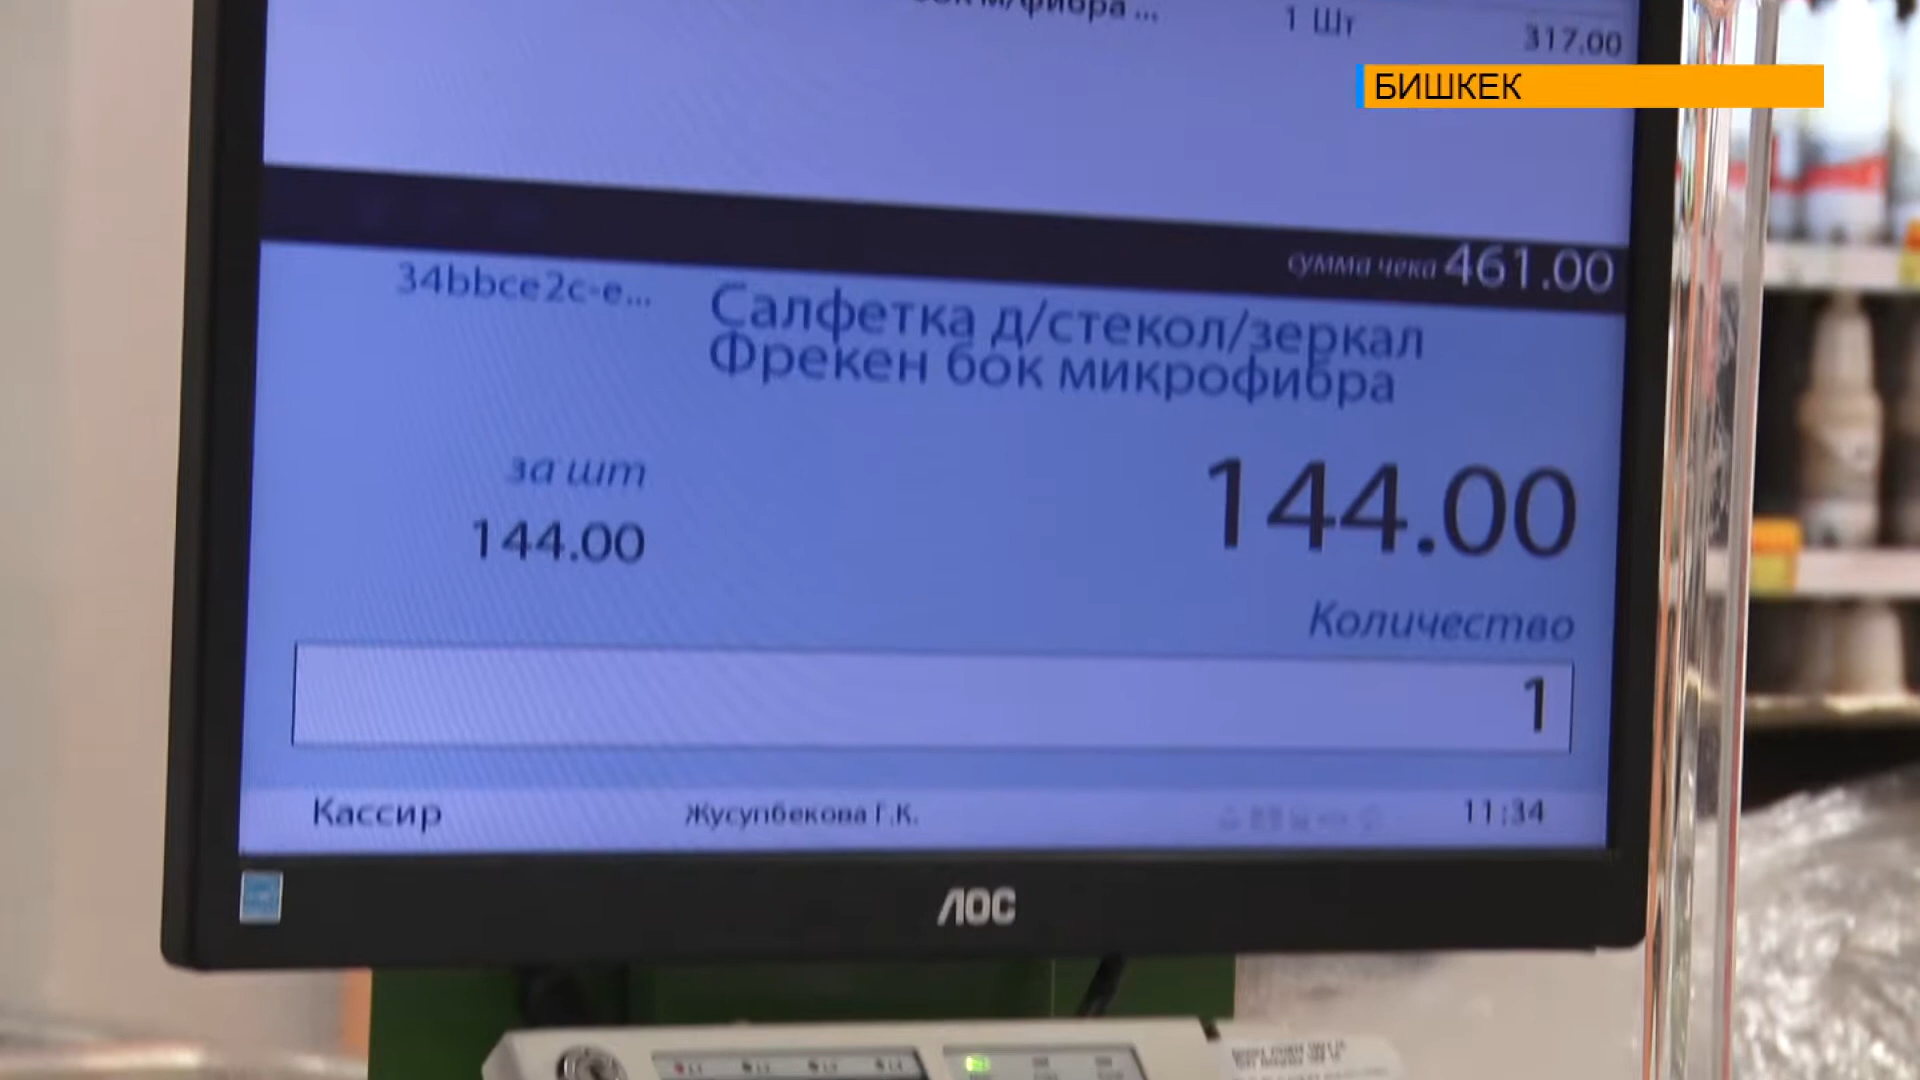 1 Шт
317.00
БИШКЕК
сумма чека 461.00
34bbce2c-e...
Салфетка д/стекол/зеркал
Фрекен бок микрофибра
за шт
144.00
144.00
Количество
1
Кассир
Жусупбекова Г.К.
11:34
AOC